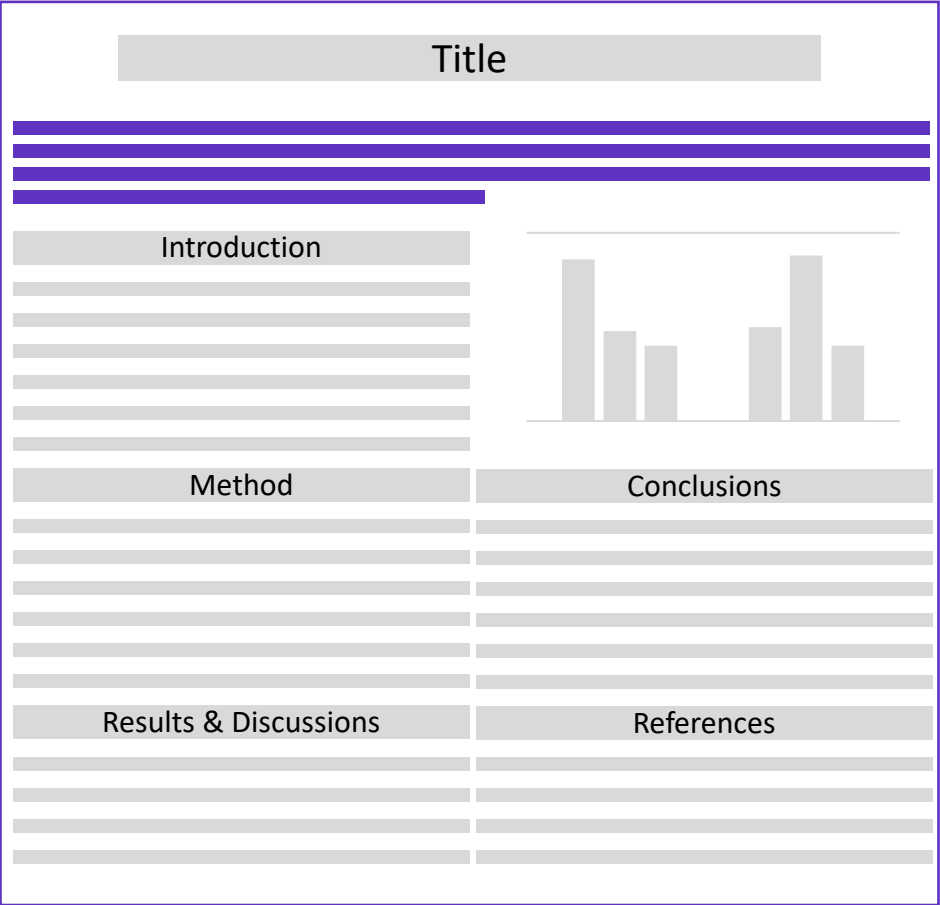 Title
Introduction
Method
Results & Discussions
Conclusions
References